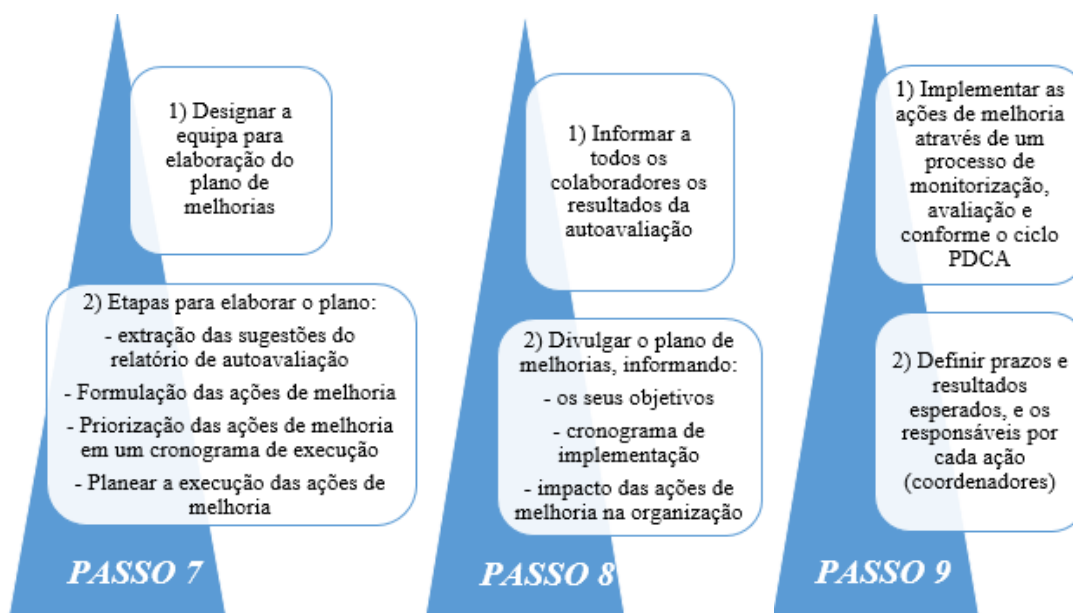 1) Designar a
equipa para
elaboração do
plano de
melhorias
2) Etapas para elaborar o plano:
- extração das sugestões do
relatório de autoavaliação
- Formulação das ações de melhoria
- Priorização das ações de melhoria
em um cronograma de execução
- Planear a execução das ações de
melhoria
PASSO 7
1) Informar a
todos os
colaboradores os
resultados da
autoavaliação
2) Divulgar o plano de
melhorias, informando:
- os seus objetivos
- cronograma de
implementação
- impacto das ações de
melhoria na organização
PASSO 8
1) Implementar as
ações de melhoria
através de um
processo de
monitorização,
avaliação e
conforme o ciclo
PDCA
2) Definir prazos e
resultados
esperados, e os
responsáveis por
cada ação
(coordenadores)
PASSO 9